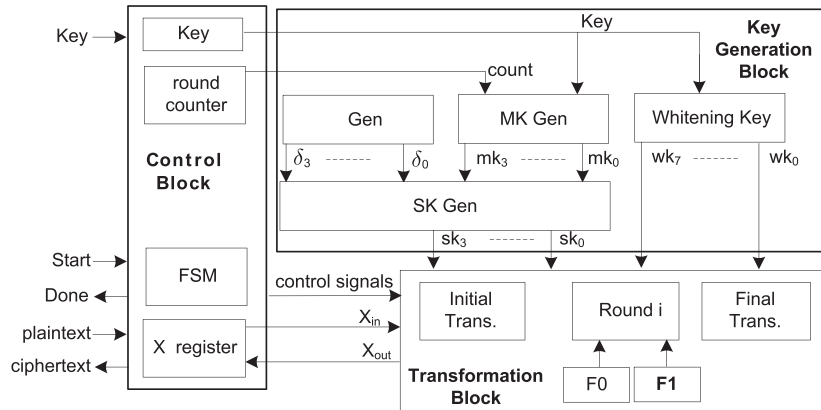 Key
Key
Key
Key
Generation
Block
round
counter
count
Gen
MK Gen
Whitening Key
Control
Block
δ3 ------- δ0
mk3 ------- mk0
wk7 ------- wk0
SK Gen
sk3 ------- sk0
Start
Done
FSM
control signals
Initial
Trans.
Round i
Final
Trans.
plaintext
ciphertext
X register
Xin
Xout
Transformation
Block
F0
F1